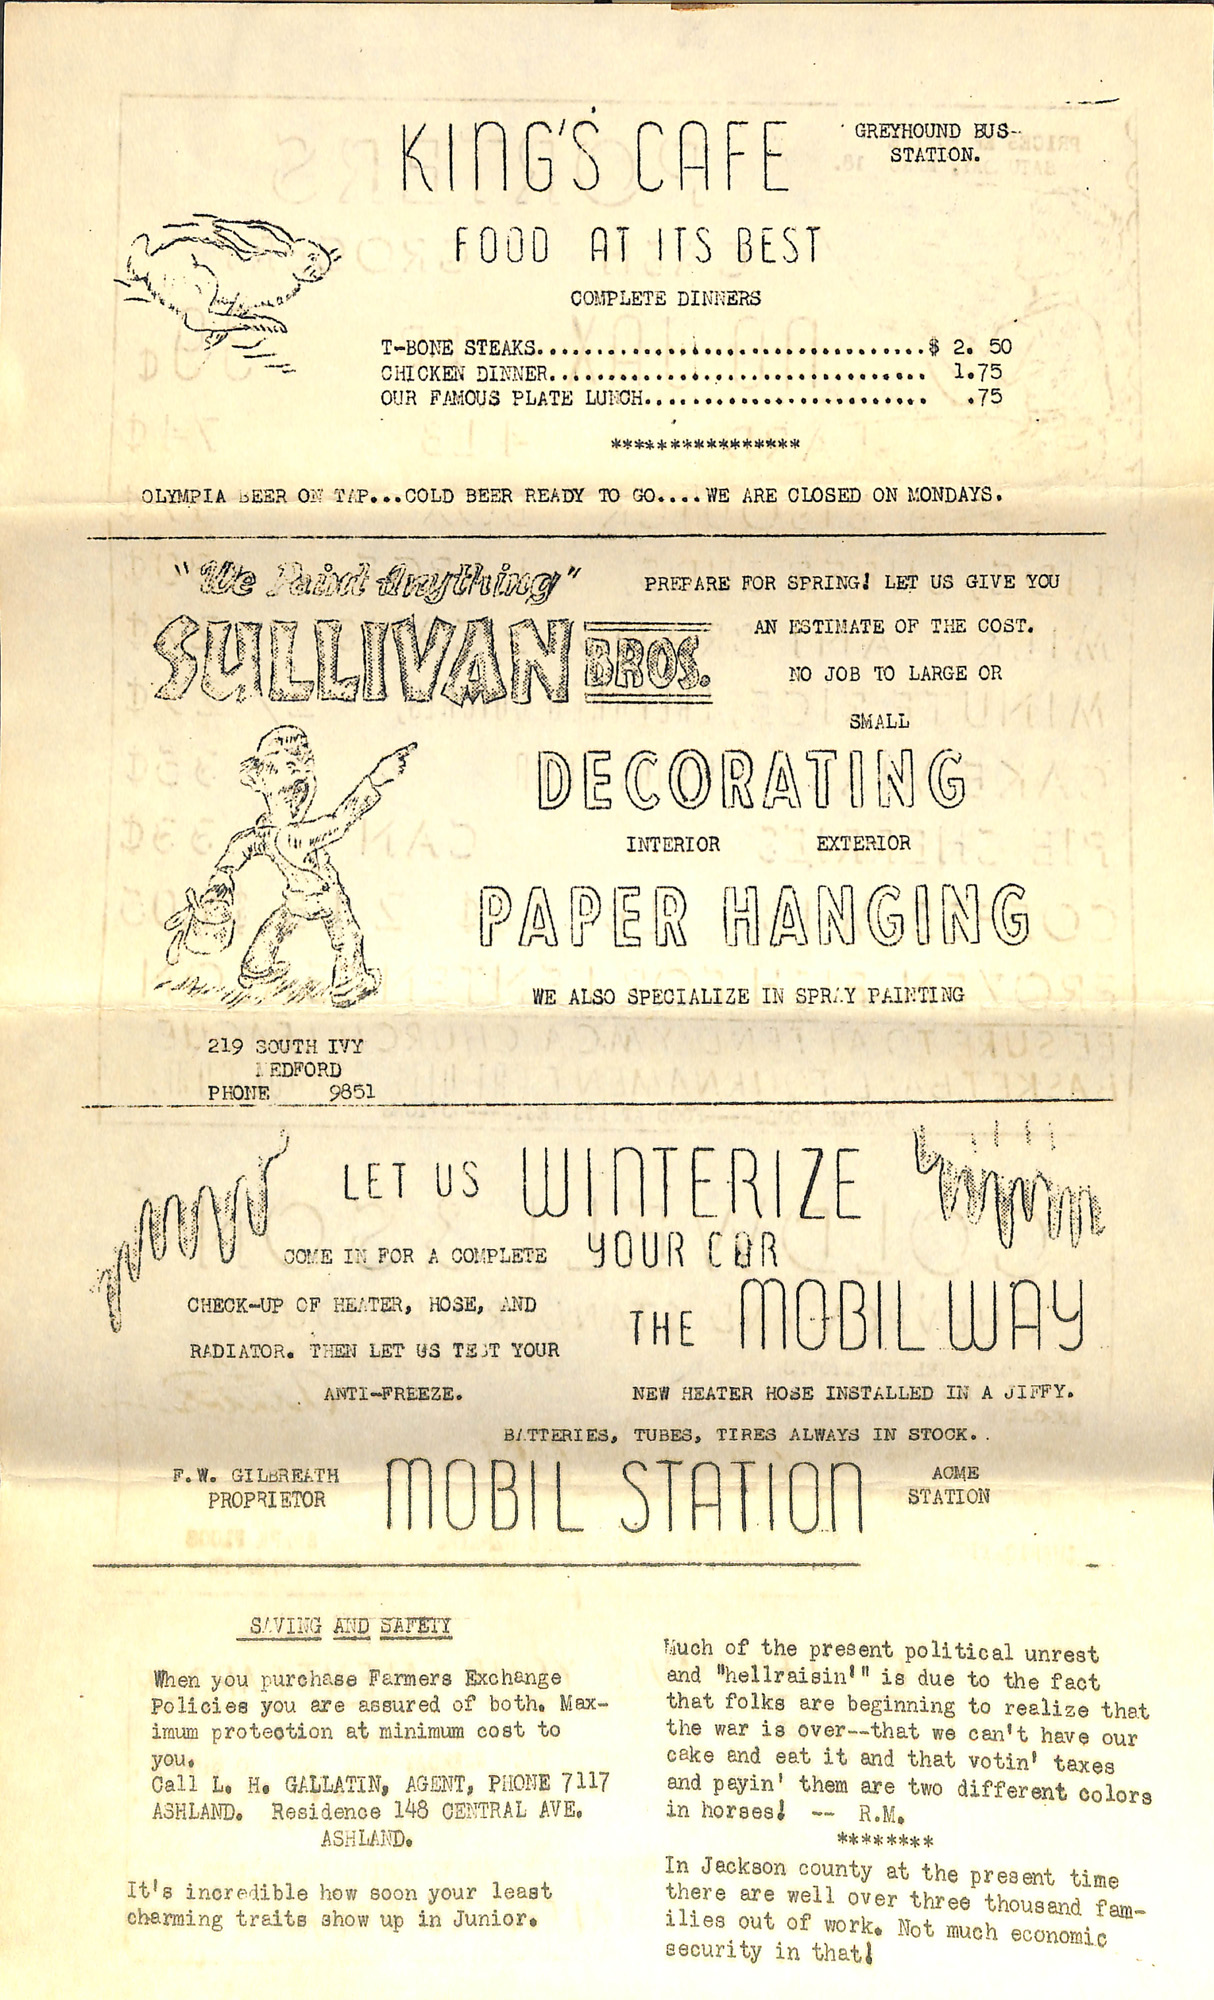 KING'S CAFE
GREYHOUND BUS--
STATION.
FOOD AT ITS BEST
COMPLETE DINNERS
T-BONE STEAKS.................................$ 2. 50
CHICKEN DINNER................................ 1.75
OUR FAMOUS PLATE LUNCH........................ .75
****************
OLYMPIA BEER ON TAP...COLD BEER READY TO GO....WE ARE CLOSED ON MONDAYS.
"We Paint Anything"
SULLIVAN BROS.
PREPARE FOR SPRING! LET US GIVE YOU
AN ESTIMATE OF THE COST.
NO JOB TO LARGE OR
SMALL
DECORATING
INTERIOR EXTERIOR
PAPER HANGING
WE ALSO SPECIALIZE IN SPRAY PAINTING
219 SOUTH IVY
MEDFORD
PHONE 9851
LET US WINTERIZE
YOUR CAR
THE MOBIL WAY
COME IN FOR A COMPLETE
CHECK-UP OF HEATER, HOSE, AND
RADIATOR. THEN LET US TEST YOUR
ANTI-FREEZE.
NEW HEATER HOSE INSTALLED IN A JIFFY.
BATTERIES, TUBES, TIRES ALWAYS IN STOCK. .
F.W. GILBREATH
PROPRIETOR
MOBIL STATION
ACME
STATION
SAVING AND SAFETY
When you purchase Farmers Exchange
Policies you are assured of both. Max-
imum protection at minimum cost to
you.
Call L. H. GALLATIN, AGENT, PHONE 7117
ASHLAND. Residence 148 CENTRAL AVE.
ASHLAND.
It's incredible how soon your least
charming traits show up in Junior.
Much of the present political unrest
and "hellraisin'" is due to the fact
that folks are beginning to realize that
the war is over--that we can't have our
cake and eat it and that votin' taxes
and payin' them are two different colors
in horses! -- R.M.
********
In Jackson county at the present time
there are well over three thousand fam-
ilies out of work. Not much economic
security in that!